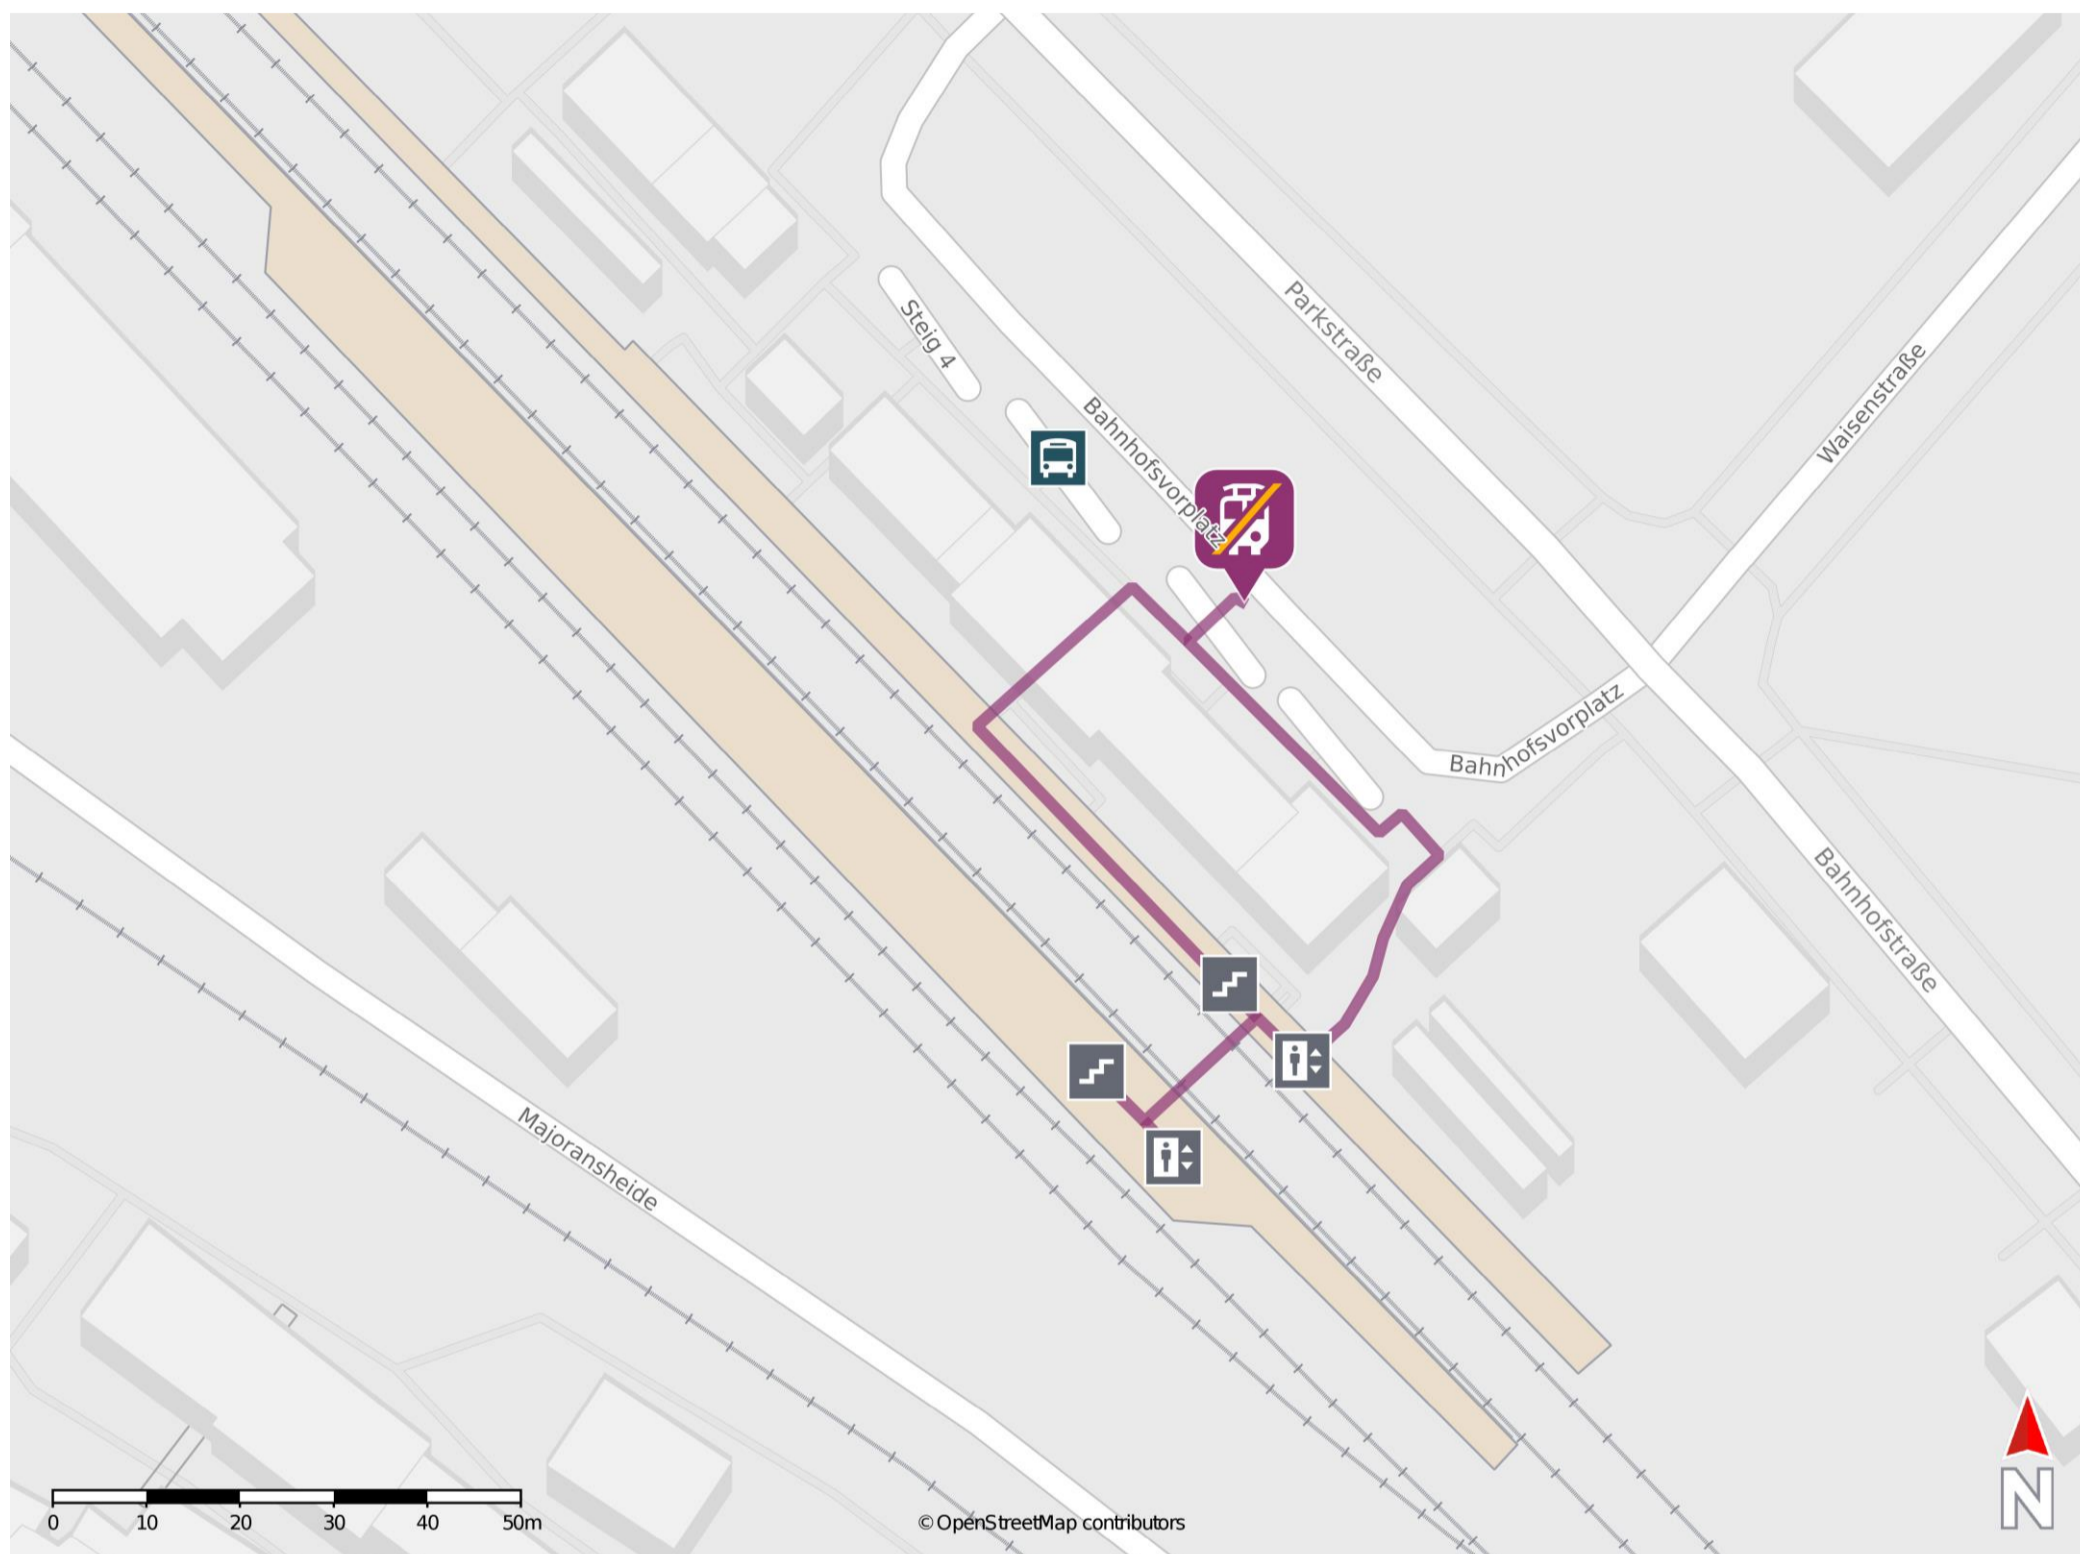 Steig 4
Parkstraße
Waisenstraße
Bahnhofsvorplatz
Bahnhofsvorplatz
Bahnhofstraße
Majoransheide
0 10 20 30 40 50m
© OpenStreetMap contributors
N